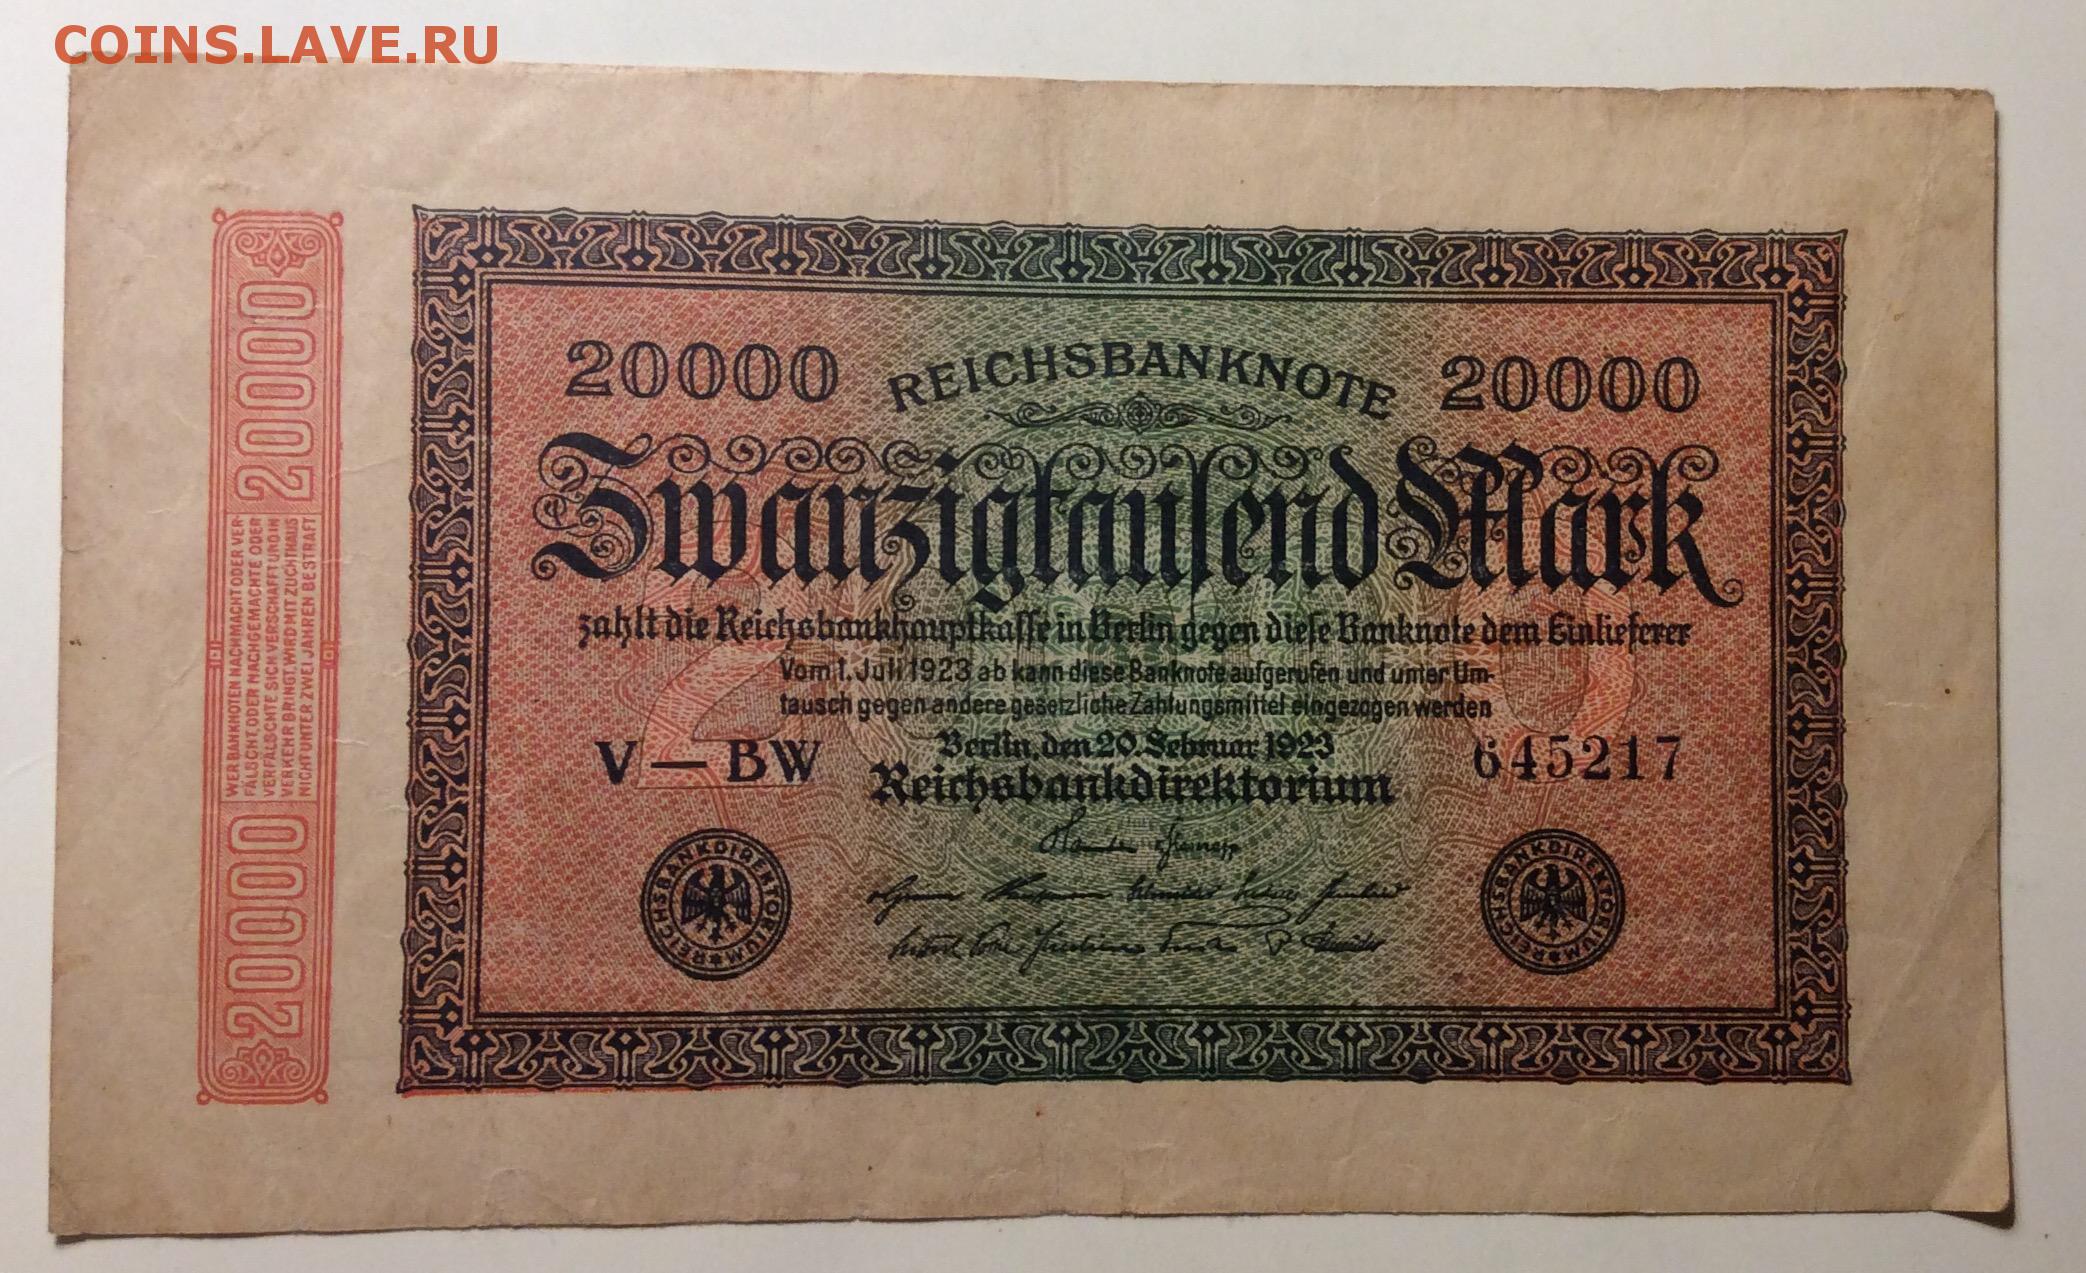 COINS.LAVE.RU
20000
WER BANKNOTEN NACHMACHT ODER VER-
FÄLSCHT, ODER NACHGEMACHTE ODER
VERFÄLSCHTE SICH VERSCHAFFT UND IN
VERKEHR BRINGT, WIRD MIT ZUCHTHAUS
NICHT UNTER ZWEI JAHREN BESTRAFT
20000
20000 REICHSBANKNOTE 20000
Zwanzigtausend Mark
zahlt die Reichsbankhauptkasse in Berlin gegen diese Banknote dem Einlieferer
Vom 1. Juli 1923 ab kann diese Banknote aufgerufen und unter Um-
tausch gegen andere gesetzliche Zahlungsmittel eingezogen werden
Berlin, den 20. Februar 1923
V — BW 645217
Reichsbankdirektorium
REICHSBANKDIREKTORIUM
REICHSBANKDIREKTORIUM